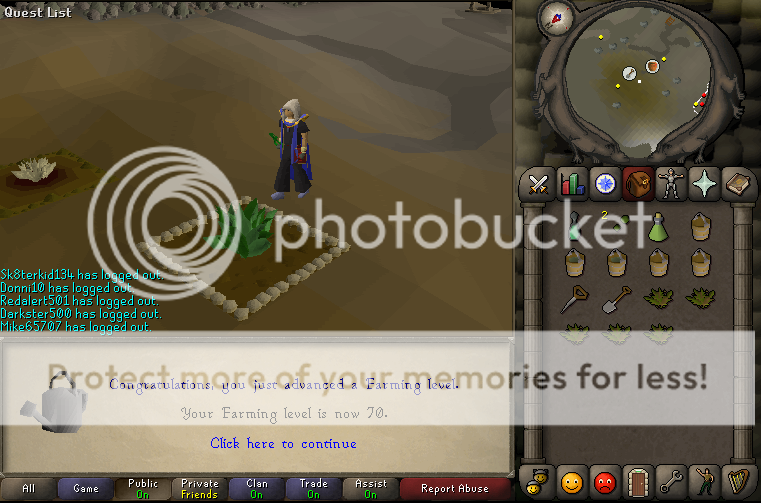 Quest List
2
photobucket
Sk8terkid134 has logged out.
Donni10 has logged out.
Redalert501 has logged out.
Darkster500 has logged out.
Mike65707 has logged out.
Protect more of your memories for less!
Congratulations, you just advanced a Farming level.
Your Farming level is now 70.
Click here to continue
All
Game
Public
On
Private
Friends
Clan
On
Trade
On
Assist
On
Report Abuse